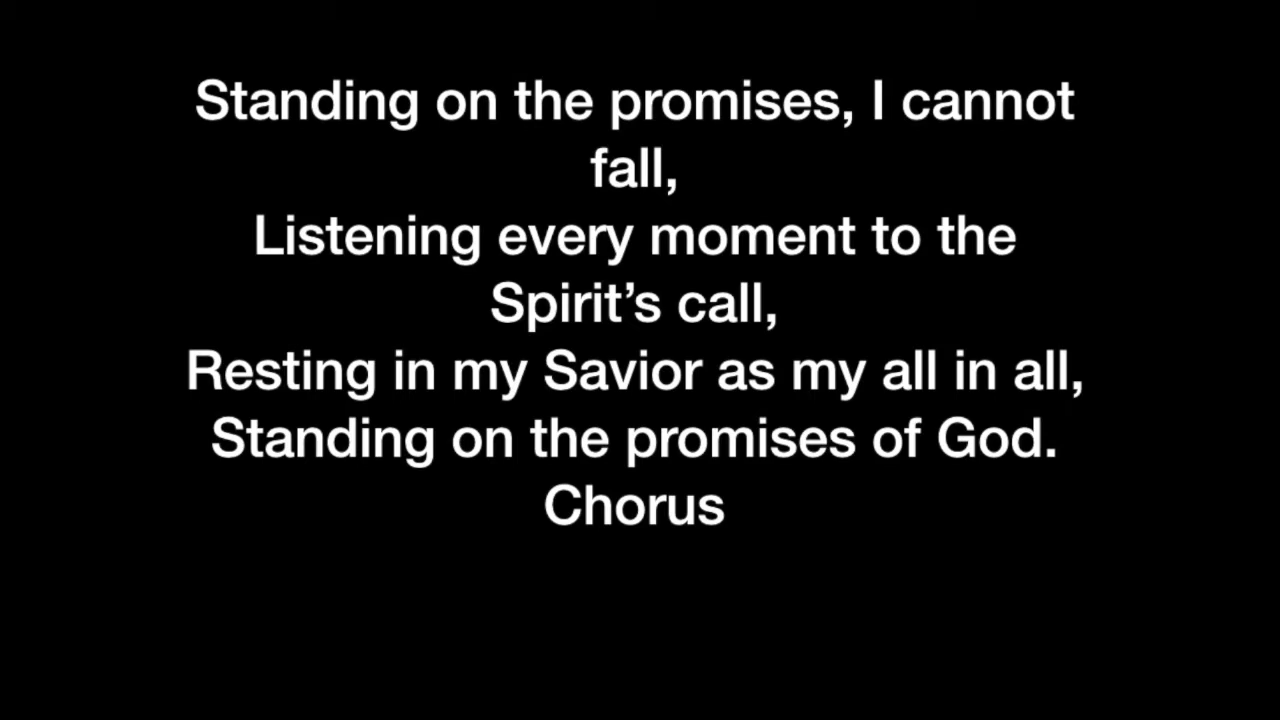 Standing on the promises, I cannot
fall,
Listening every moment to the
Spirit’s call,
Resting in my Savior as my all in all,
Standing on the promises of God.
Chorus